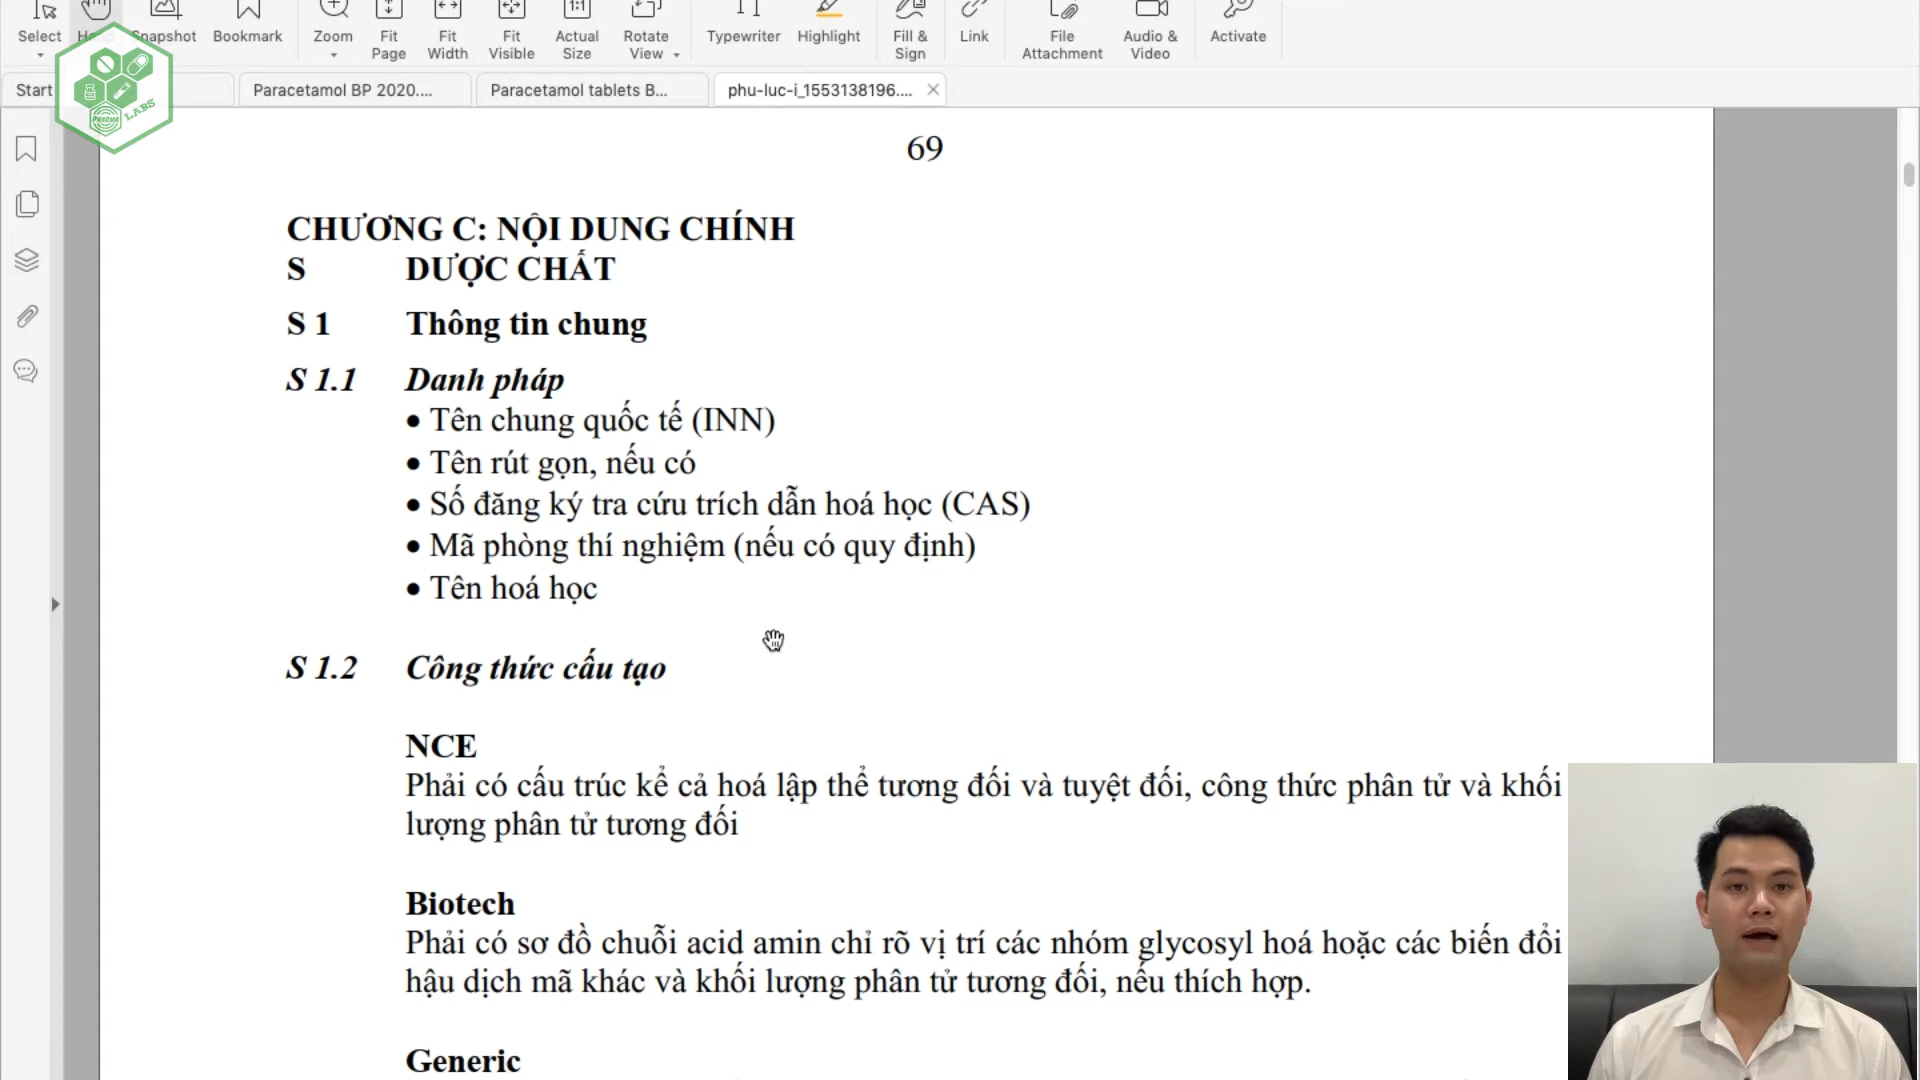 Select
Hand
Snapshot
Bookmark
Zoom
Fit Page
Fit Width
Fit Visible
Actual Size
Rotate View
Typewriter
Highlight
Fill & Sign
Link
File Attachment
Audio & Video
Activate
Start
Paracetamol BP 2020....
Paracetamol tablets B...
phu-luc-i_1553138196....
PHARMA LABS
69
CHƯƠNG C: NỘI DUNG CHÍNH
S DƯỢC CHẤT
S 1 Thông tin chung
S 1.1 Danh pháp
• Tên chung quốc tế (INN)
• Tên rút gọn, nếu có
• Số đăng ký tra cứu trích dẫn hoá học (CAS)
• Mã phòng thí nghiệm (nếu có quy định)
• Tên hoá học
S 1.2 Công thức cấu tạo
NCE
Phải có cấu trúc kể cả hoá lập thể tương đối và tuyệt đối, công thức phân tử và khối
lượng phân tử tương đối
Biotech
Phải có sơ đồ chuỗi acid amin chỉ rõ vị trí các nhóm glycosyl hoá hoặc các biến đổi
hậu dịch mã khác và khối lượng phân tử tương đối, nếu thích hợp.
Generic